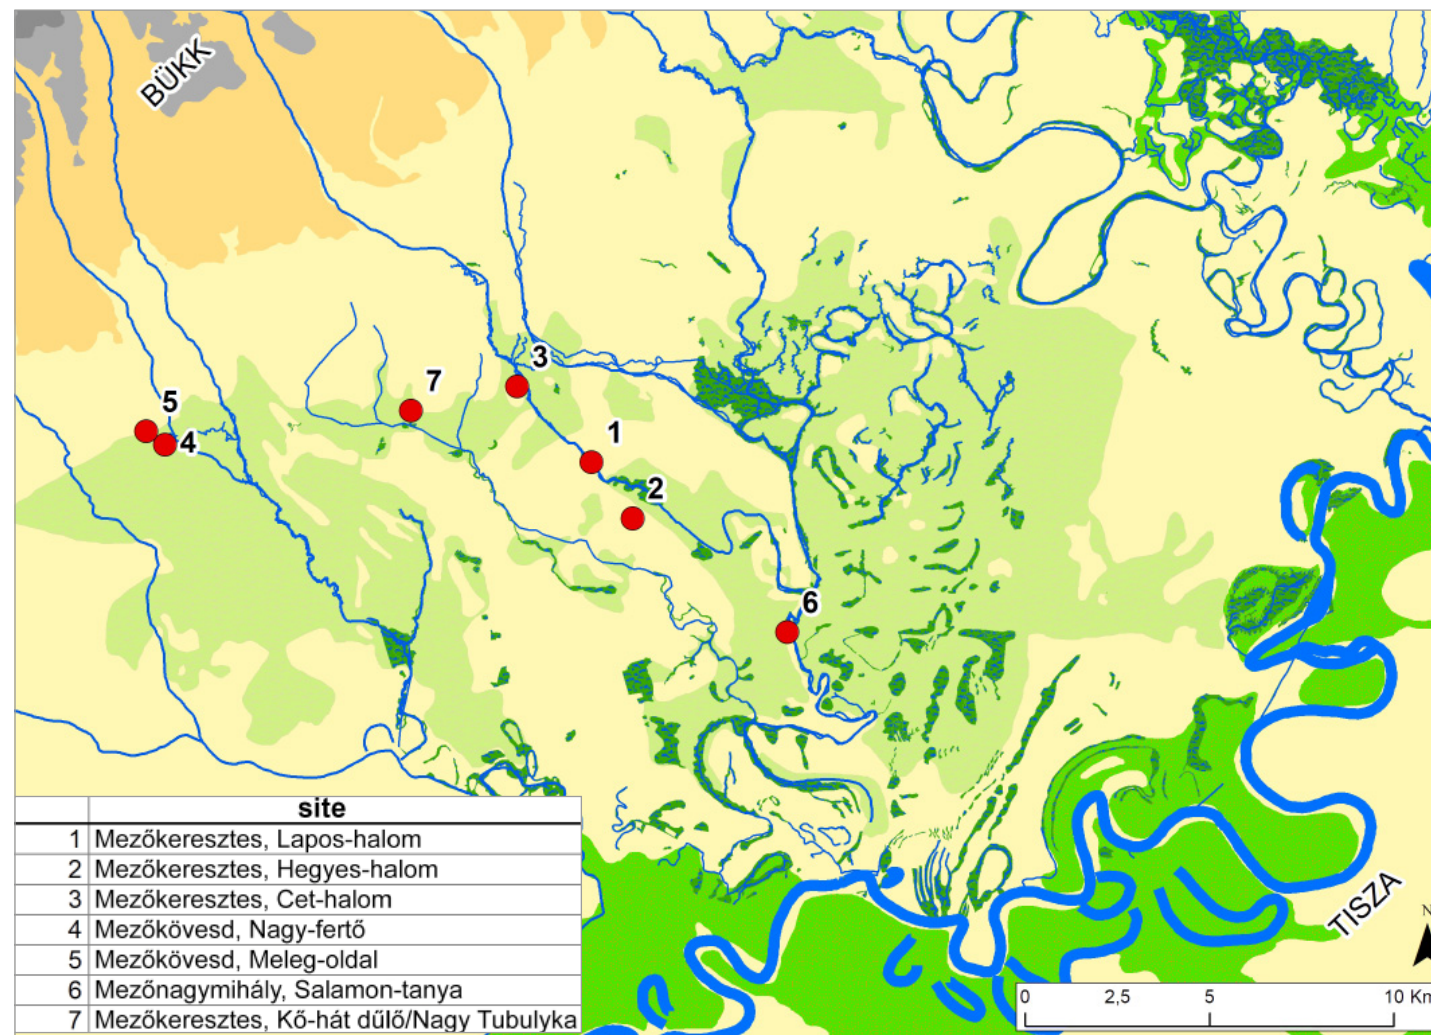 BÜKK
3
7
5
4
1
2
6
site
1 Mezőkeresztes, Lapos-halom
2 Mezőkeresztes, Hegyes-halom
3 Mezőkeresztes, Cet-halom
4 Mezőkövesd, Nagy-fertő
5 Mezőkövesd, Meleg-oldal
6 Mezőnagymihály, Salamon-tanya
7 Mezőkeresztes, Kő-hát dűlő/Nagy Tubulyka
TISZA
N
0 2,5 5 10 Km